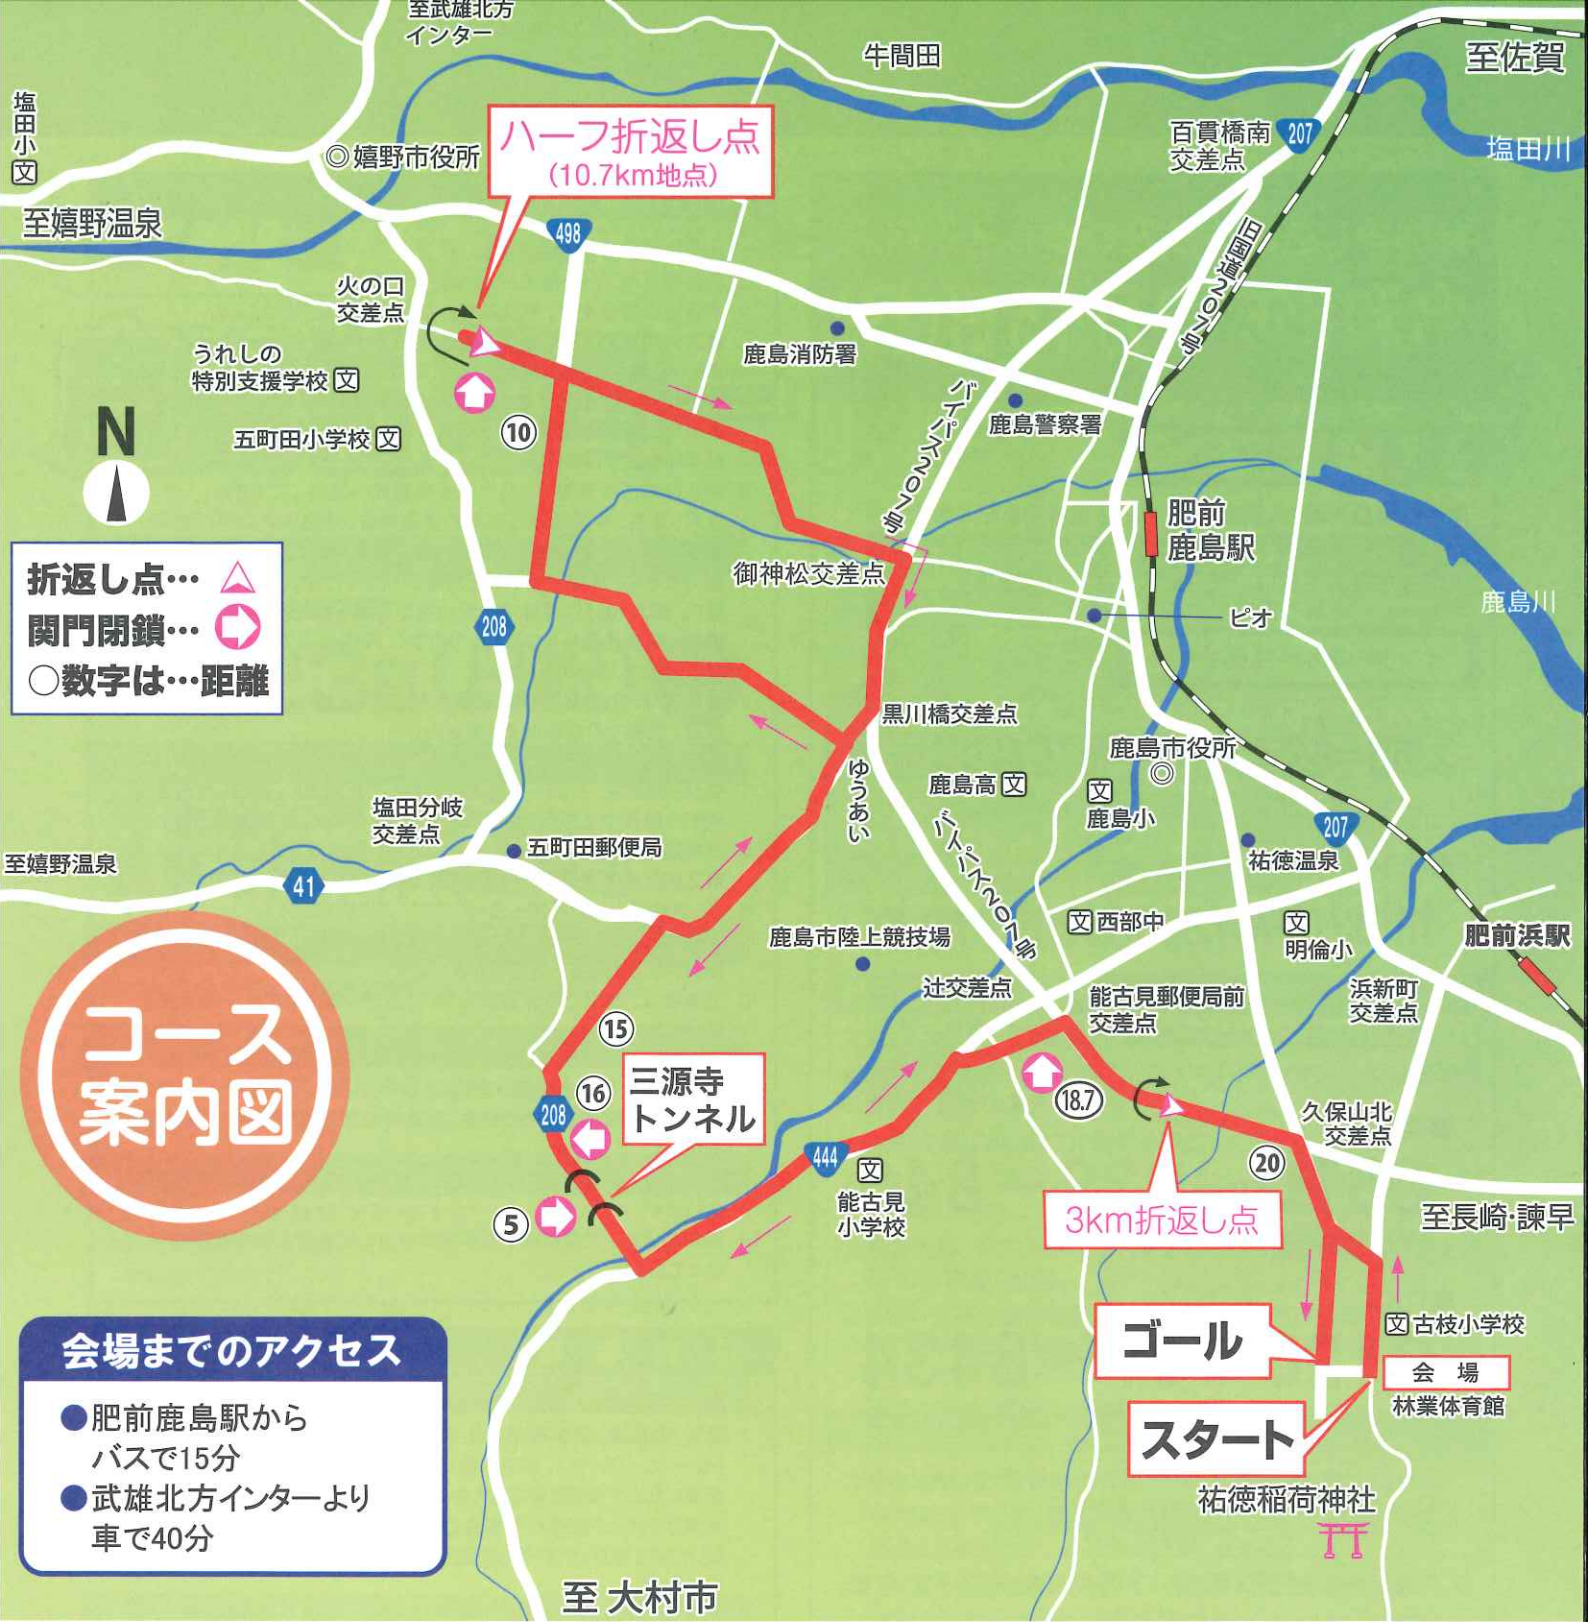 至武雄北方
インター
牛間田
至佐賀
塩田小
文
嬉野市役所
ハーフ折返し点
(10.7km地点)
百貫橋南
交差点
207
塩田川
至嬉野温泉
498
旧国道207号
火の口
交差点
うれしの
特別支援学校 文
鹿島消防署
バイパス207号
鹿島警察署
五町田小学校 文
N
10
肥前
鹿島駅
折返し点…
関門閉鎖…
○数字は…距離
御神松交差点
鹿島川
ピオ
208
黒川橋交差点
鹿島市役所
ゆうあい
鹿島高 文
文
鹿島小
塩田分岐
交差点
五町田郵便局
バイパス207号
207
祐徳温泉
至嬉野温泉
41
文 西部中
文
明倫小
肥前浜駅
鹿島市陸上競技場
辻交差点
能古見郵便局前
交差点
浜新町
交差点
コース
案内図
15
16
三源寺
トンネル
208
18.7
久保山北
交差点
20
444
文
能古見
小学校
5
3km折返し点
至長崎・諫早
ゴール
文 古枝小学校
会場
林業体育館
スタート
祐徳稲荷神社
会場までのアクセス
●肥前鹿島駅から
バスで15分
●武雄北方インターより
車で40分
至 大村市